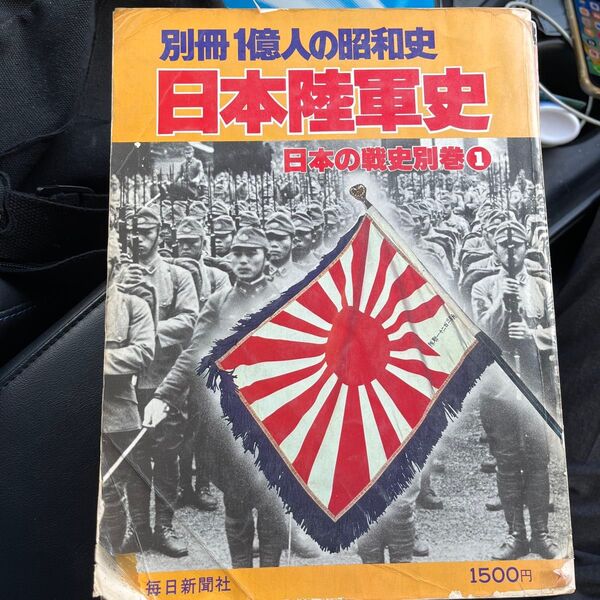 別冊1億人の昭和史
日本陸軍史
日本の戦史別巻❶
毎日新聞社
1500円